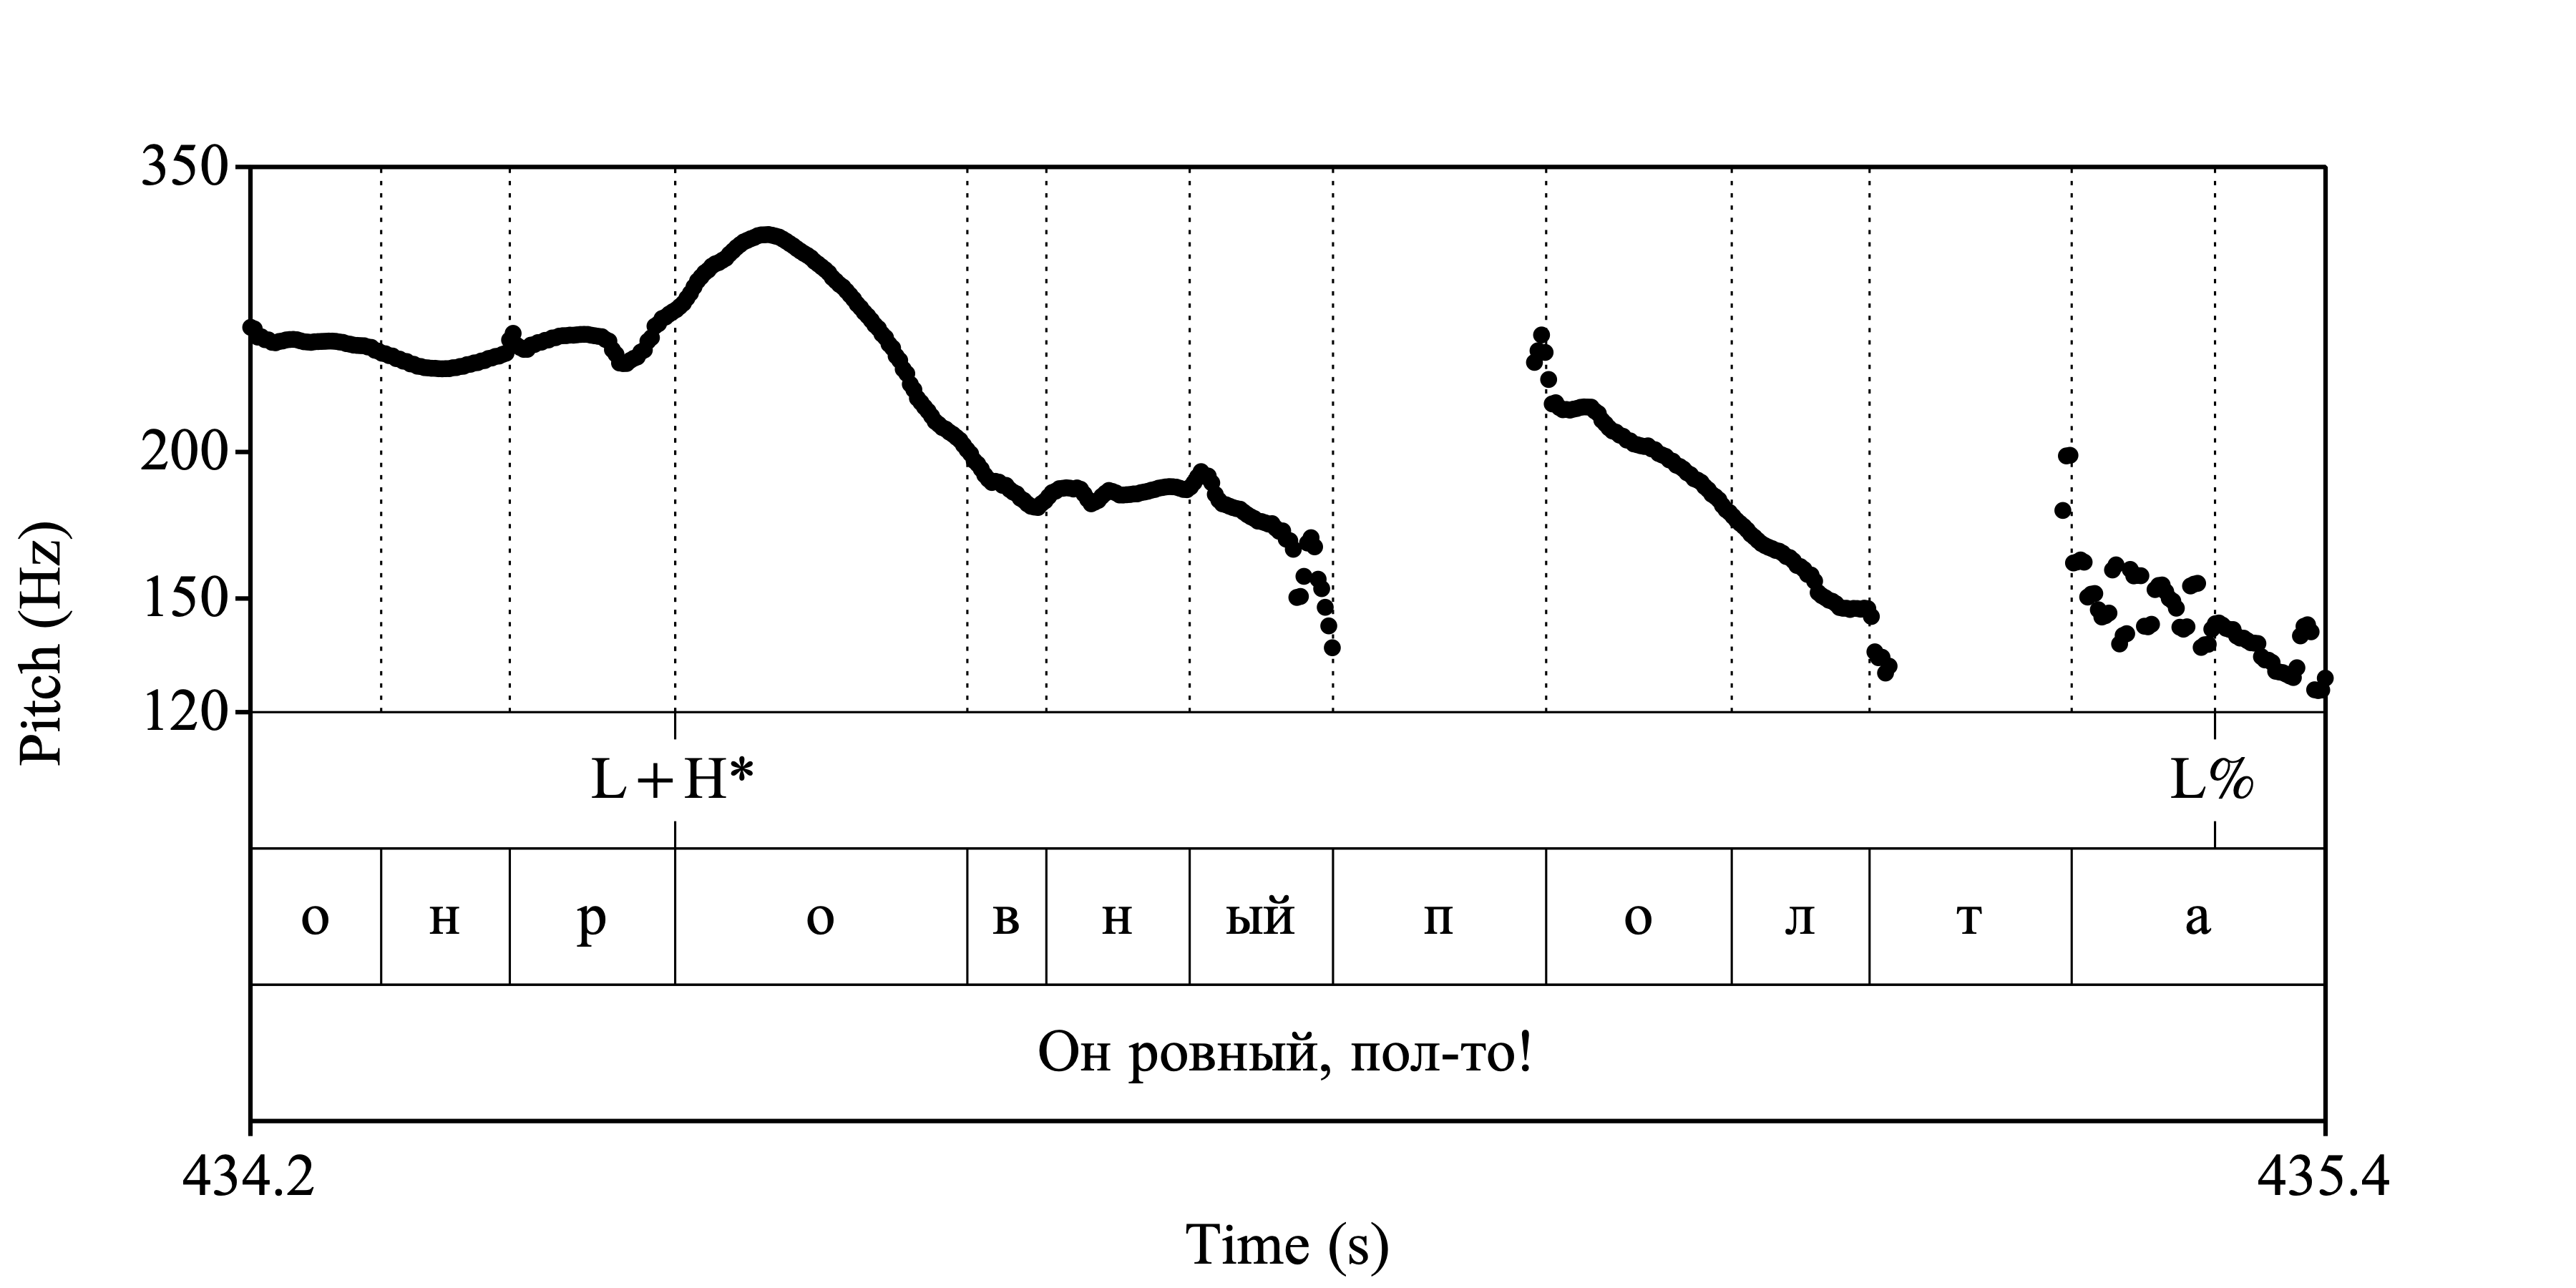 350
200
150
120
Pitch (Hz)
L+H* L%
о н р о в н ый п о л т а
Он ровный, пол-то!
434.2 435.4
Time (s)